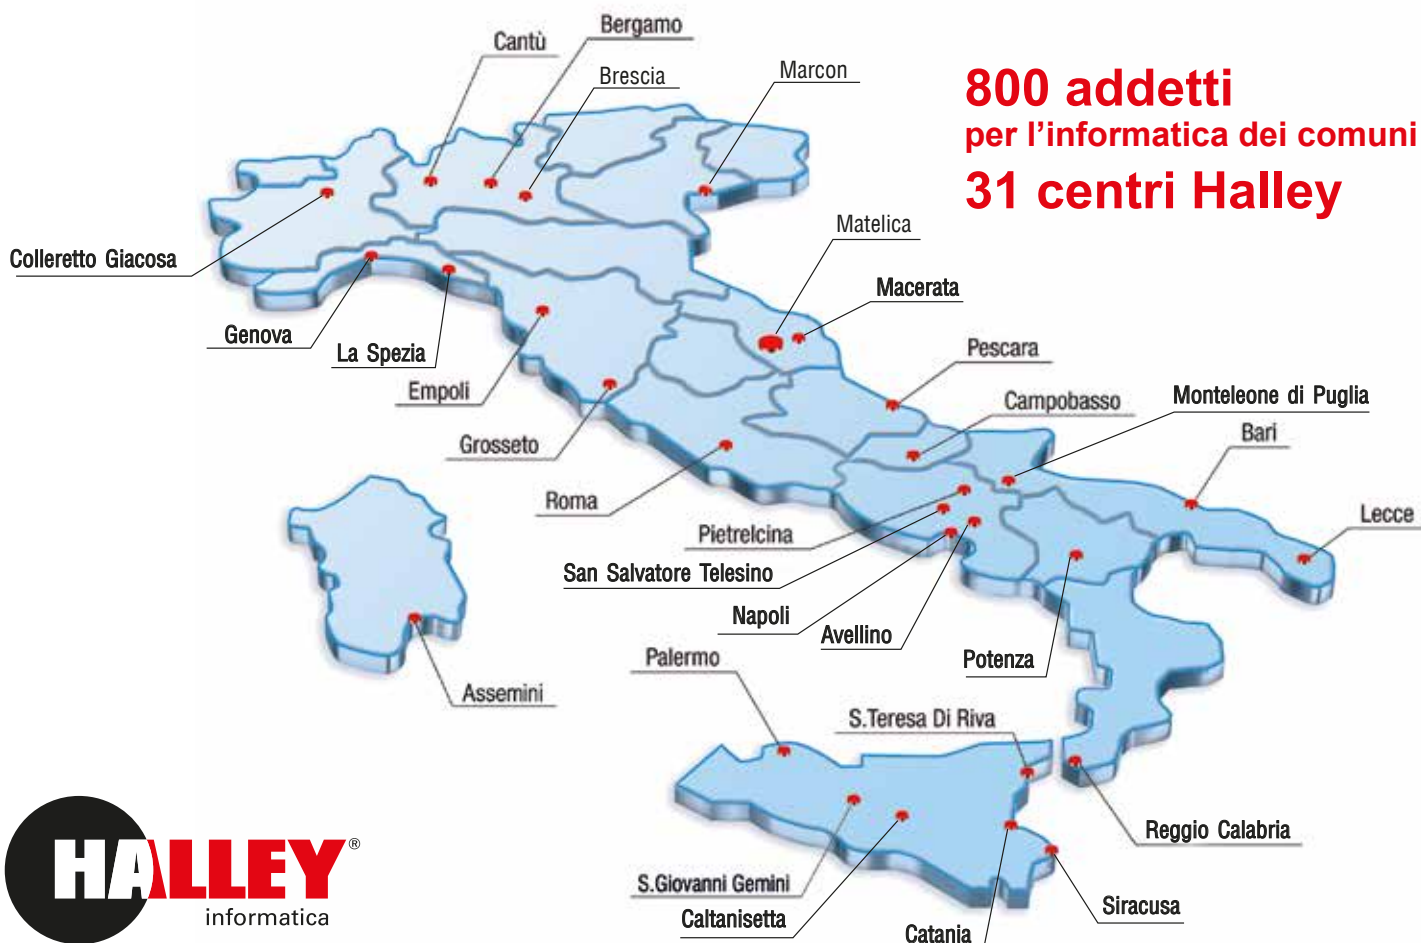 Bergamo
Cantù
Brescia
Marcon
800 addetti
per l'informatica dei comuni
31 centri Halley
Matelica
Colleretto Giacosa
Macerata
Genova
La Spezia
Pescara
Empoli
Campobasso
Monteleone di Puglia
Bari
Grosseto
Roma
Lecce
Pietrelcina
San Salvatore Telesino
Napoli
Avellino
Palermo
Potenza
Assemini
S.Teresa Di Riva
Reggio Calabria
HALLEY®
informatica
S.Giovanni Gemini
Caltanisetta
Siracusa
Catania